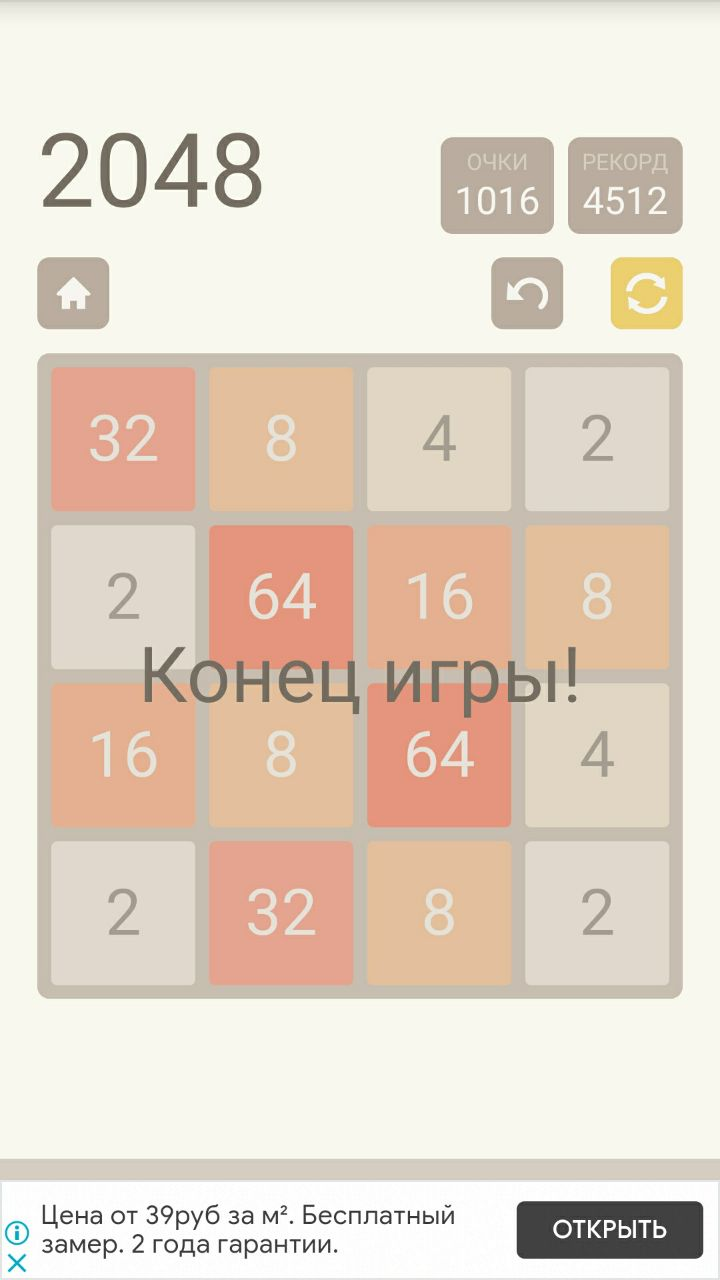 2048
ОЧКИ
1016
РЕКОРД
4512
32 8 4 2
2 64 16 8
Конец игры!
16 8 64 4
2 32 8 2
Цена от 39руб за м². Бесплатный
замер. 2 года гарантии.
ОТКРЫТЬ